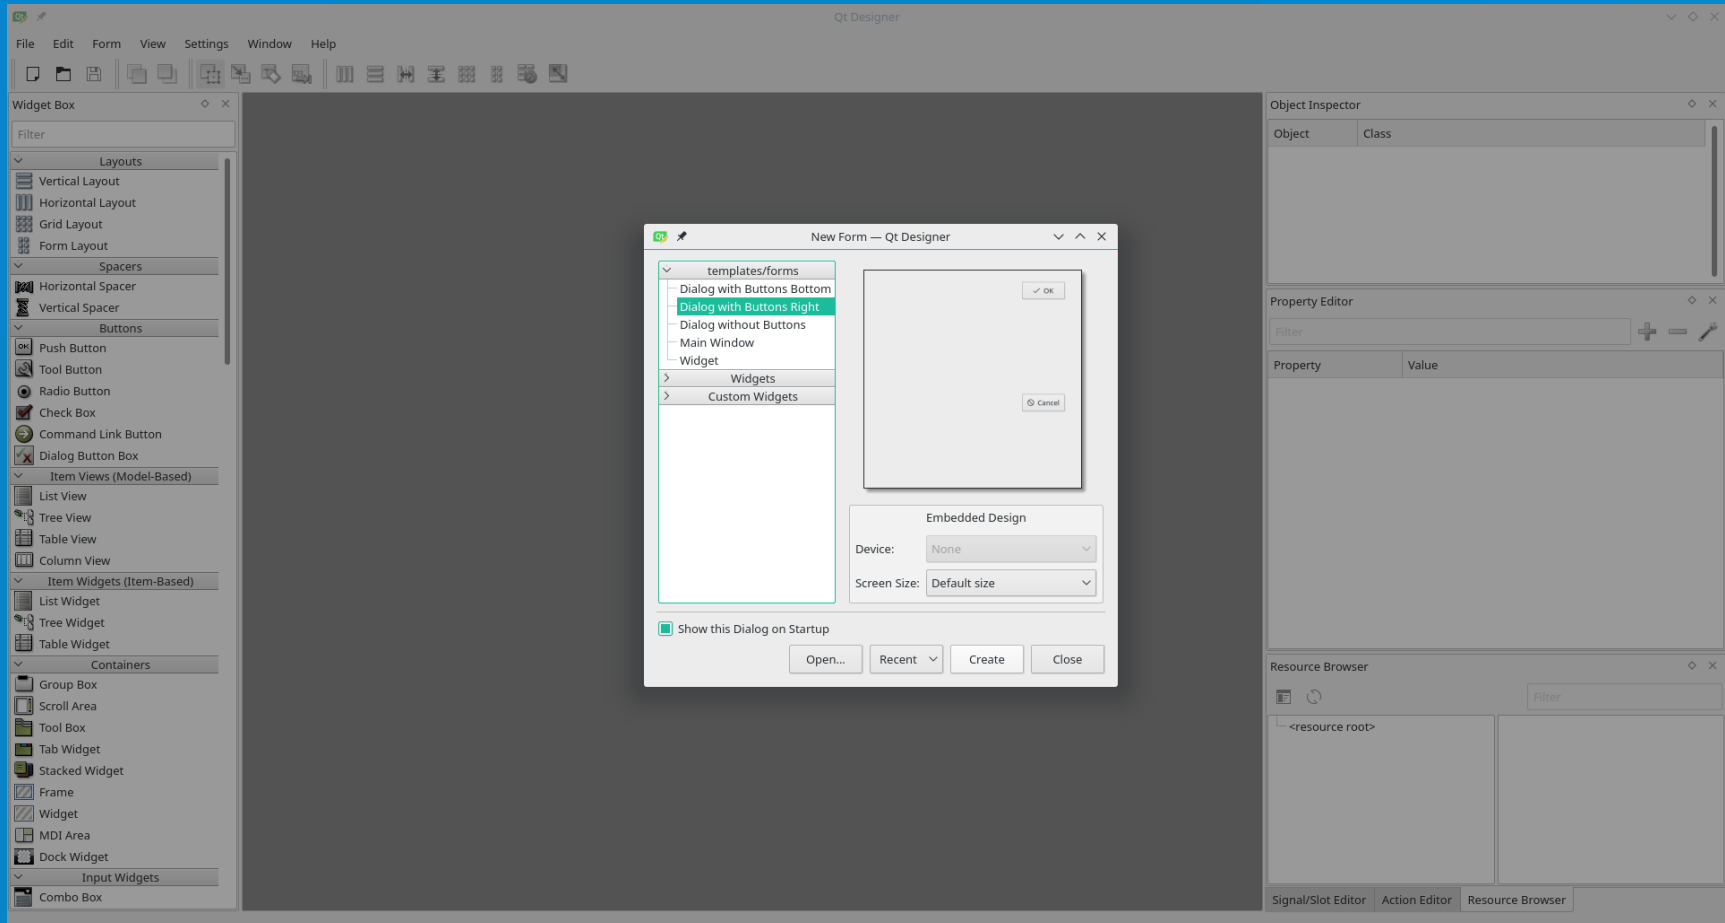 Qt Designer
File Edit Form View Settings Window Help
Widget Box
Filter
Layouts
Vertical Layout
Horizontal Layout
Grid Layout
Form Layout
Spacers
Horizontal Spacer
Vertical Spacer
Buttons
Push Button
Tool Button
Radio Button
Check Box
Command Link Button
Dialog Button Box
Item Views (Model-Based)
List View
Tree View
Table View
Column View
Item Widgets (Item-Based)
List Widget
Tree Widget
Table Widget
Containers
Group Box
Scroll Area
Tool Box
Tab Widget
Stacked Widget
Frame
Widget
MDI Area
Dock Widget
Input Widgets
Combo Box
New Form — Qt Designer
templates/forms
Dialog with Buttons Bottom
Dialog with Buttons Right
Dialog without Buttons
Main Window
Widget
Widgets
Custom Widgets
OK
Cancel
Embedded Design
Device: None
Screen Size: Default size
Show this Dialog on Startup
Open... Recent Create Close
Object Inspector
Object Class
Property Editor
Filter
Property Value
Resource Browser
Filter
<resource root>
Signal/Slot Editor Action Editor Resource Browser